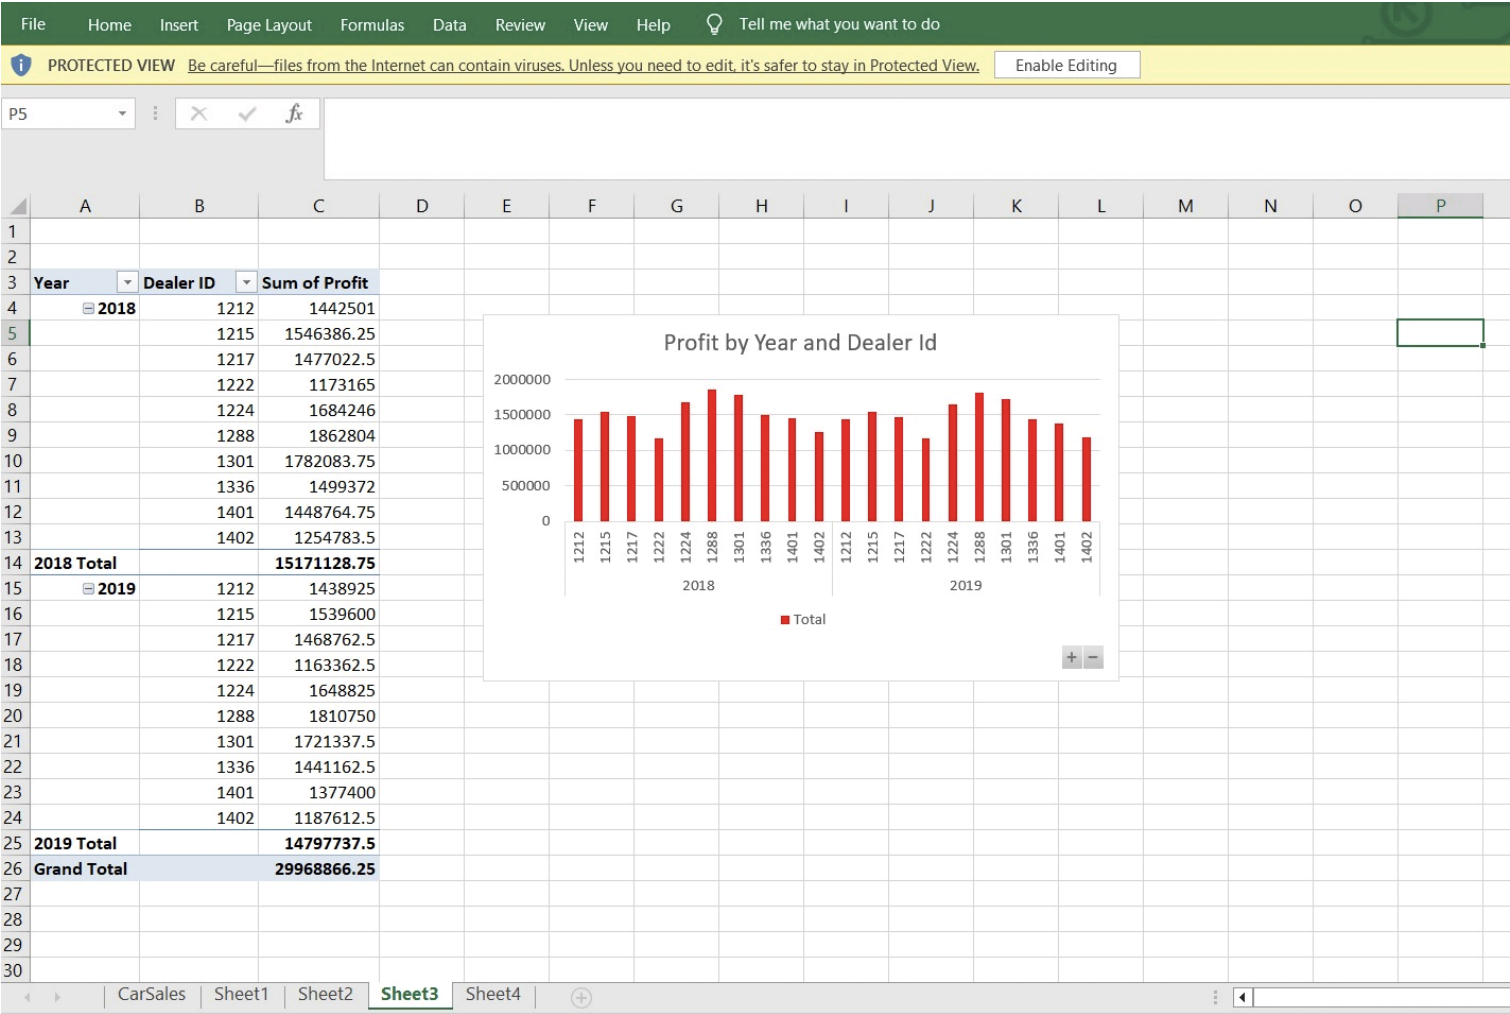 File Home Insert Page Layout Formulas Data Review View Help Tell me what you want to do
PROTECTED VIEW Be careful—files from the Internet can contain viruses. Unless you need to edit, it's safer to stay in Protected View. Enable Editing
P5 fx
A B C D E F G H I J K L M N O P
1
2
3 Year Dealer ID Sum of Profit
4 2018 1212 1442501
5 1215 1546386.25
6 1217 1477022.5
7 1222 1173165
8 1224 1684246
9 1288 1862804
10 1301 1782083.75
11 1336 1499372
12 1401 1448764.75
13 1402 1254783.5
14 2018 Total 15171128.75
15 2019 1212 1438925
16 1215 1539600
17 1217 1468762.5
18 1222 1163362.5
19 1224 1648825
20 1288 1810750
21 1301 1721337.5
22 1336 1441162.5
23 1401 1377400
24 1402 1187612.5
25 2019 Total 14797737.5
26 Grand Total 29968866.25
27
28
29
30
Profit by Year and Dealer Id
2000000
1500000
1000000
500000
0
1212 1215 1217 1222 1224 1288 1301 1336 1401 1402 1212 1215 1217 1222 1224 1288 1301 1336 1401 1402
2018 2019
Total
+ −
CarSales Sheet1 Sheet2 Sheet3 Sheet4